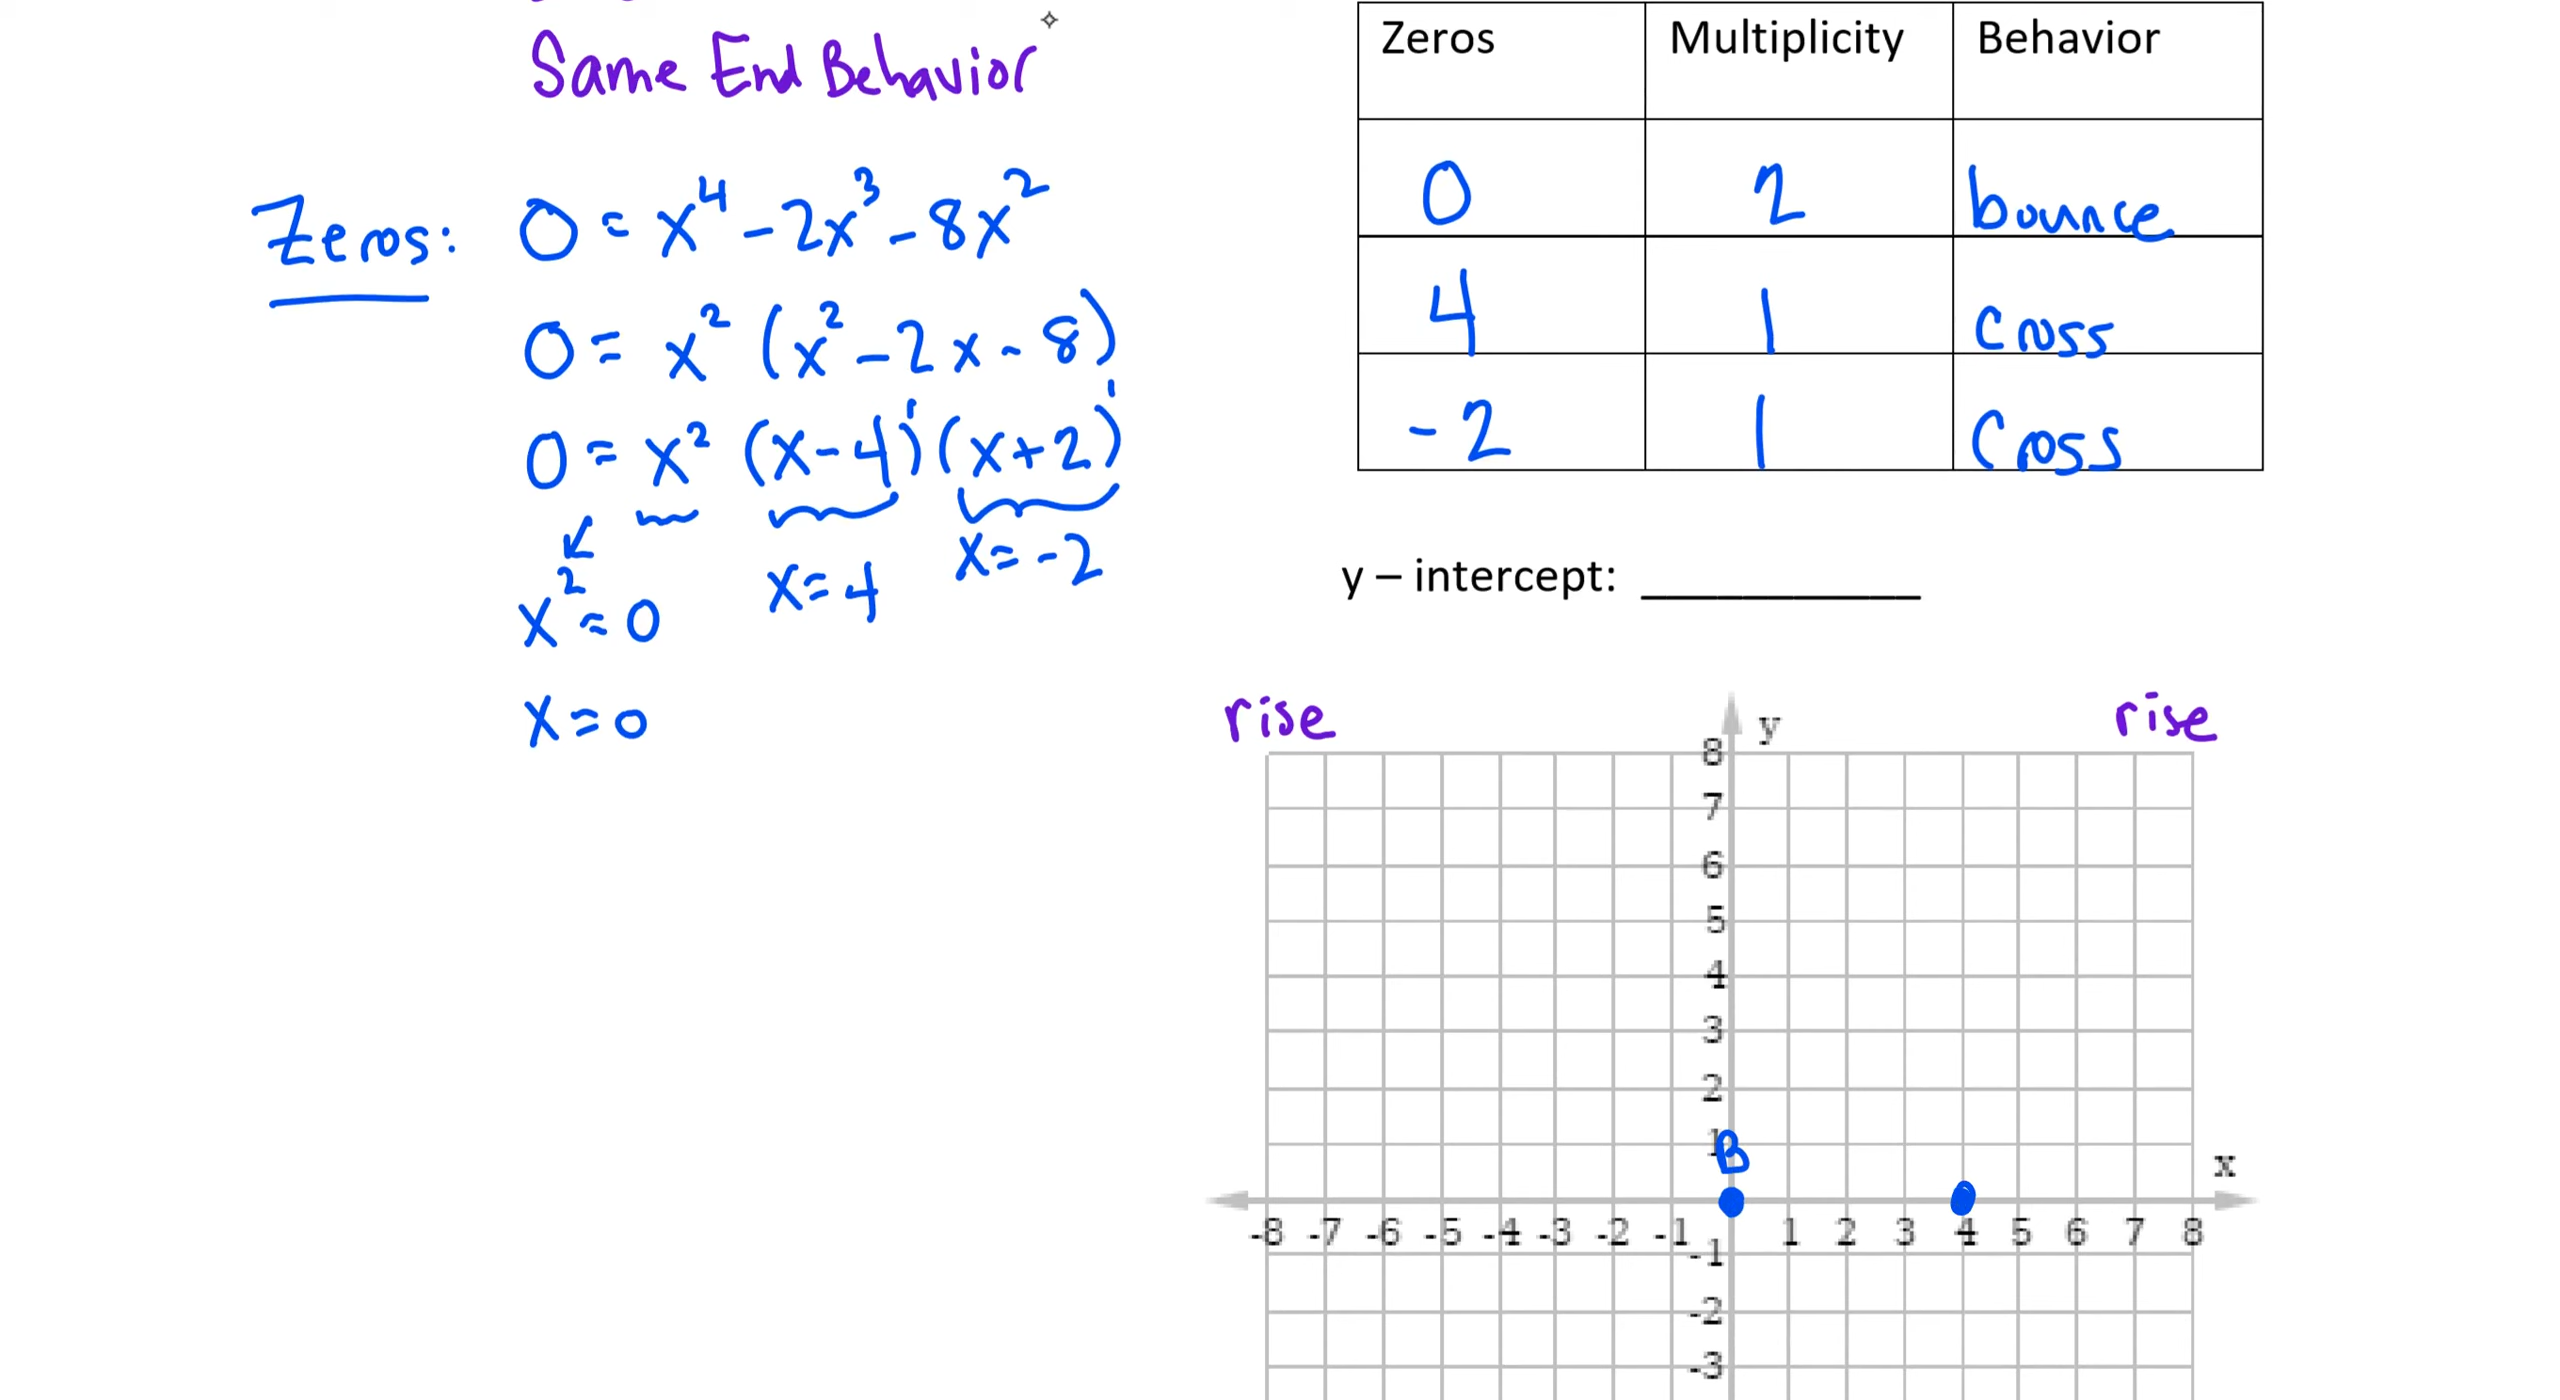 Same End Behavior
Zeros: 0 = x⁴ - 2x³ - 8x²
0 = x² (x² - 2x - 8)
0 = x² (x-4)¹ (x+2)¹
x² = 0 x = 4 x = -2
x = 0
Zeros Multiplicity Behavior
0 2 bounce
4 1 cross
-2 1 Cross
y – intercept: ___________
rise y rise
8
7
6
5
4
3
2
1 B
x
-8 -7 -6 -5 -4 -3 -2 -1 1 2 3 4 5 6 7 8
-1
-2
-3